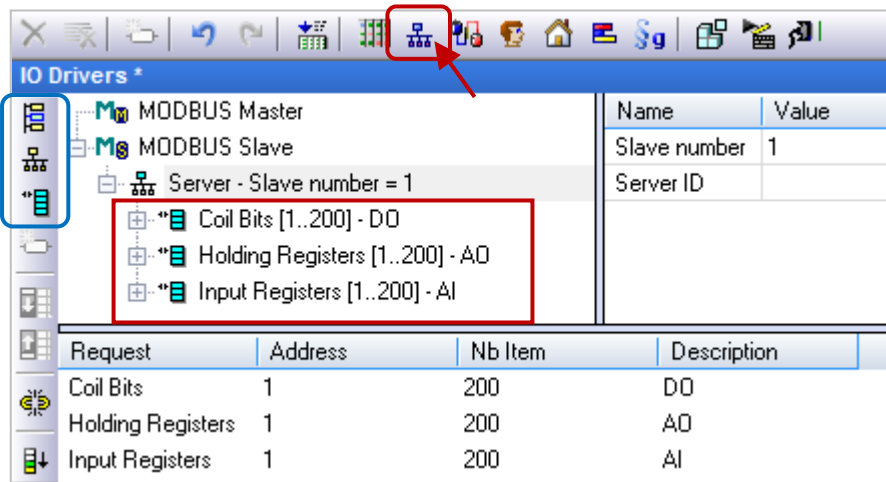 §g
IO Drivers *
MODBUS Master
MODBUS Slave
Server - Slave number = 1
Coil Bits [1..200] - DO
Holding Registers [1..200] - AO
Input Registers [1..200] - AI
Name Value
Slave number 1
Server ID
Request Address Nb Item Description
Coil Bits 1 200 DO
Holding Registers 1 200 AO
Input Registers 1 200 AI